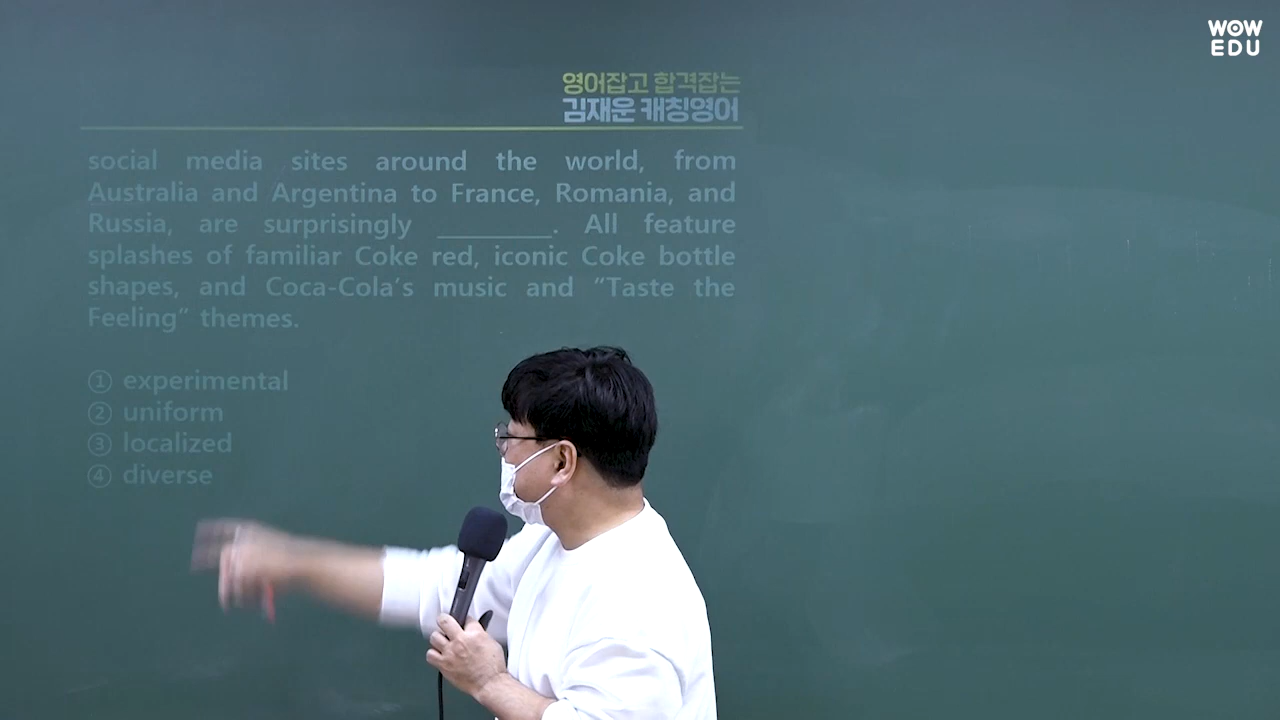 WOW
EDU
영어잡고 합격잡는
김재운 캐칭영어
social media sites around the world, from
Australia and Argentina to France, Romania, and
Russia, are surprisingly ________. All feature
splashes of familiar Coke red, iconic Coke bottle
shapes, and Coca-Cola’s music and “Taste the
Feeling” themes.
① experimental
② uniform
③ localized
④ diverse